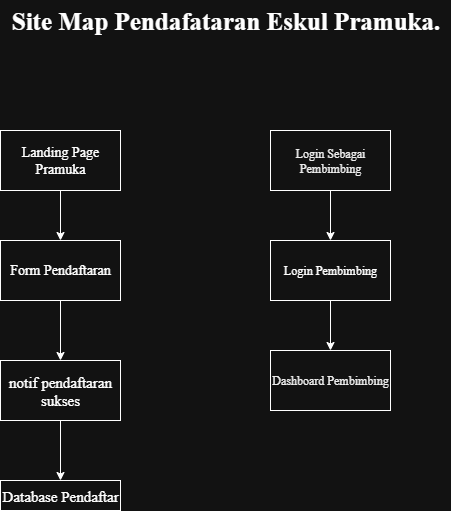 Site Map Pendafataran Eskul Pramuka.
Landing Page
Pramuka
Form Pendaftaran
notif pendaftaran
sukses
Database Pendaftar
Login Sebagai
Pembimbing
Login Pembimbing
Dashboard Pembimbing